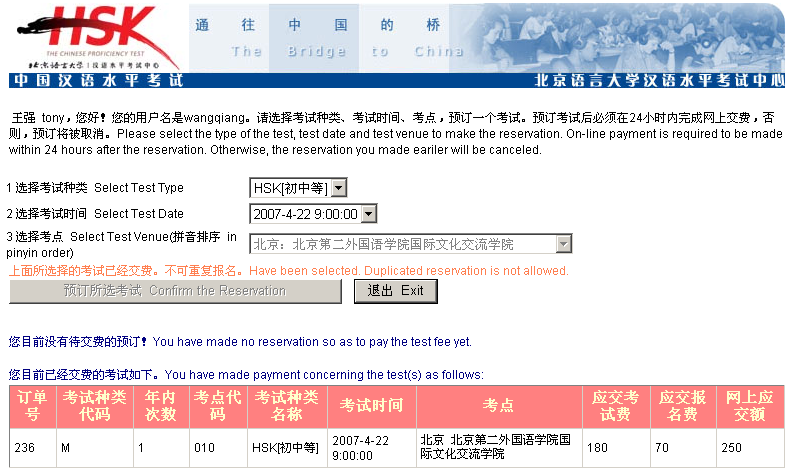 HSK
THE CHINESE PROFICIENCY TEST
北京语言大学 | 汉语水平考试中心
通 往 中 国 的 桥
The Bridge to China
中国汉语水平考试
北京语言大学汉语水平考试中心
王强 tony，您好！您的用户名是wangqiang。请选择考试种类、考试时间、考点，预订一个考试。预订考试后必须在24小时内完成网上交费，否
则，预订将被取消。Please select the type of the test, test date and test venue to make the reservation. On-line payment is required to be made
within 24 hours after the reservation. Otherwise, the reservation you made eariler will be canceled.
1 选择考试种类 Select Test Type
HSK[初中等]
2 选择考试时间 Select Test Date
2007-4-22 9:00:00
3 选择考点 Select Test Venue(拼音排序 in
pinyin order)
北京：北京第二外国语学院国际文化交流学院
上面所选择的考试已经交费。不可重复报名。Have been selected. Duplicated reservation is not allowed.
预订所选考试 Confirm the Reservation
退出 Exit
您目前没有待交费的预订！You have made no reservation so as to pay the test fee yet.
您目前已经交费的考试如下。You have made payment concerning the test(s) as follows:
订单号 考试种类代码 年内次数 考点代码 考试种类名称 考试时间 考点 应交考试费 应交报名费 网上应交额
236 M 1 010 HSK[初中等] 2007-4-22 9:00:00 北京 北京第二外国语学院国际文化交流学院 180 70 250